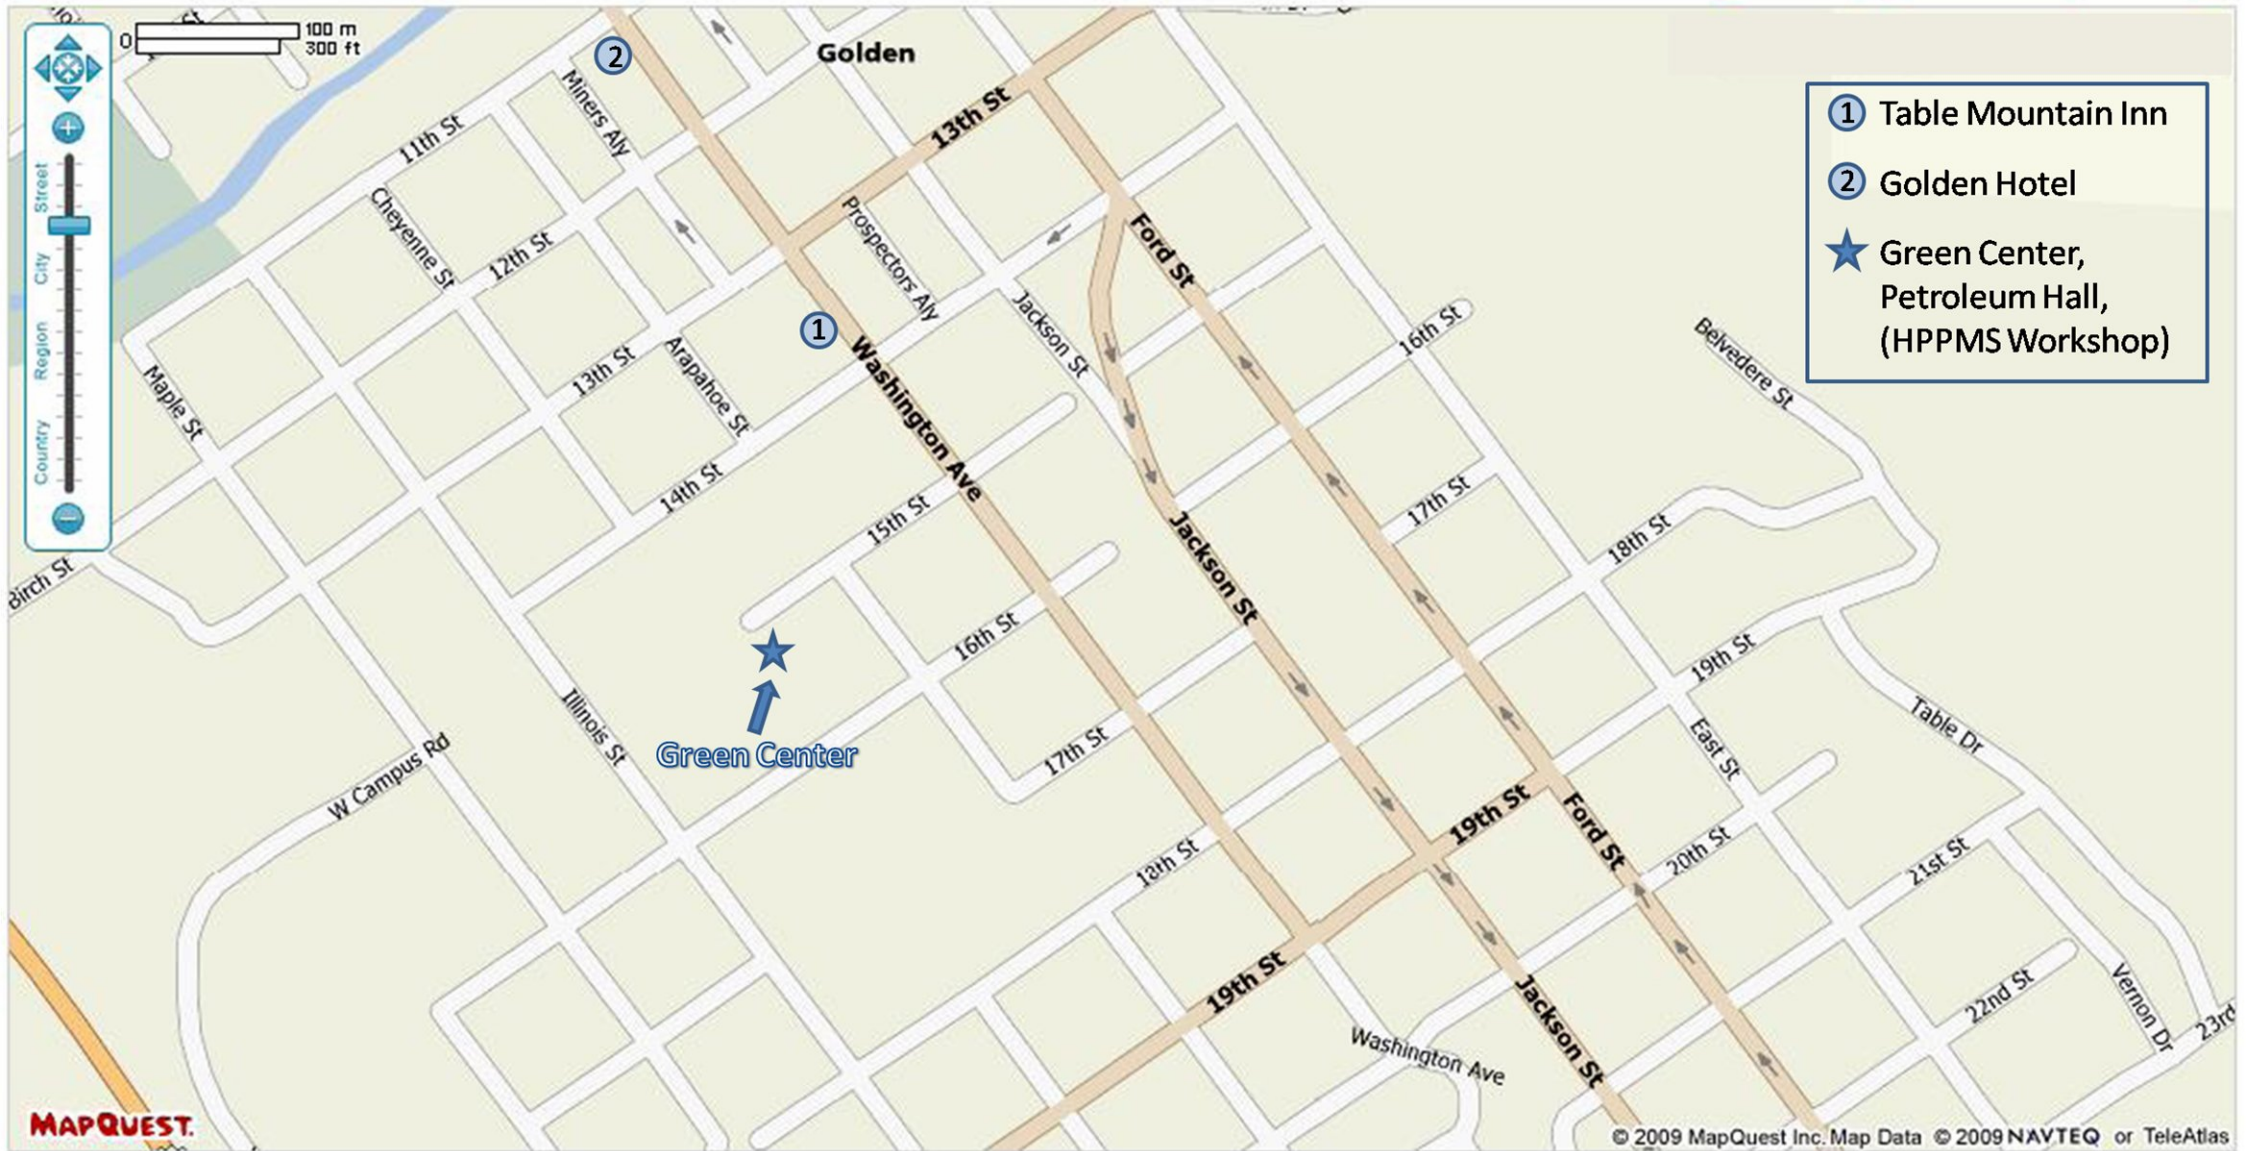 0
100 m
300 ft
Golden
Street
City
Region
Country
1 Table Mountain Inn
2 Golden Hotel
Green Center,
Petroleum Hall,
(HPPMS Workshop)
2
Miners Aly
11th St
13th St
Cheyenne St
12th St
Prospectors Aly
Ford St
Jackson St
16th St
1
Maple St
13th St
Arapahoe St
Washington Ave
Belvedere St
14th St
15th St
17th St
18th St
Birch St
Jackson St
16th St
19th St
Illinois St
Green Center
W Campus Rd
17th St
East St
Table Dr
19th St
Ford St
20th St
21st St
18th St
19th St
Jackson St
22nd St
Vernon Dr
23rd
Washington Ave
MAPQUEST.
© 2009 MapQuest Inc. Map Data © 2009 NAVTEQ or TeleAtlas